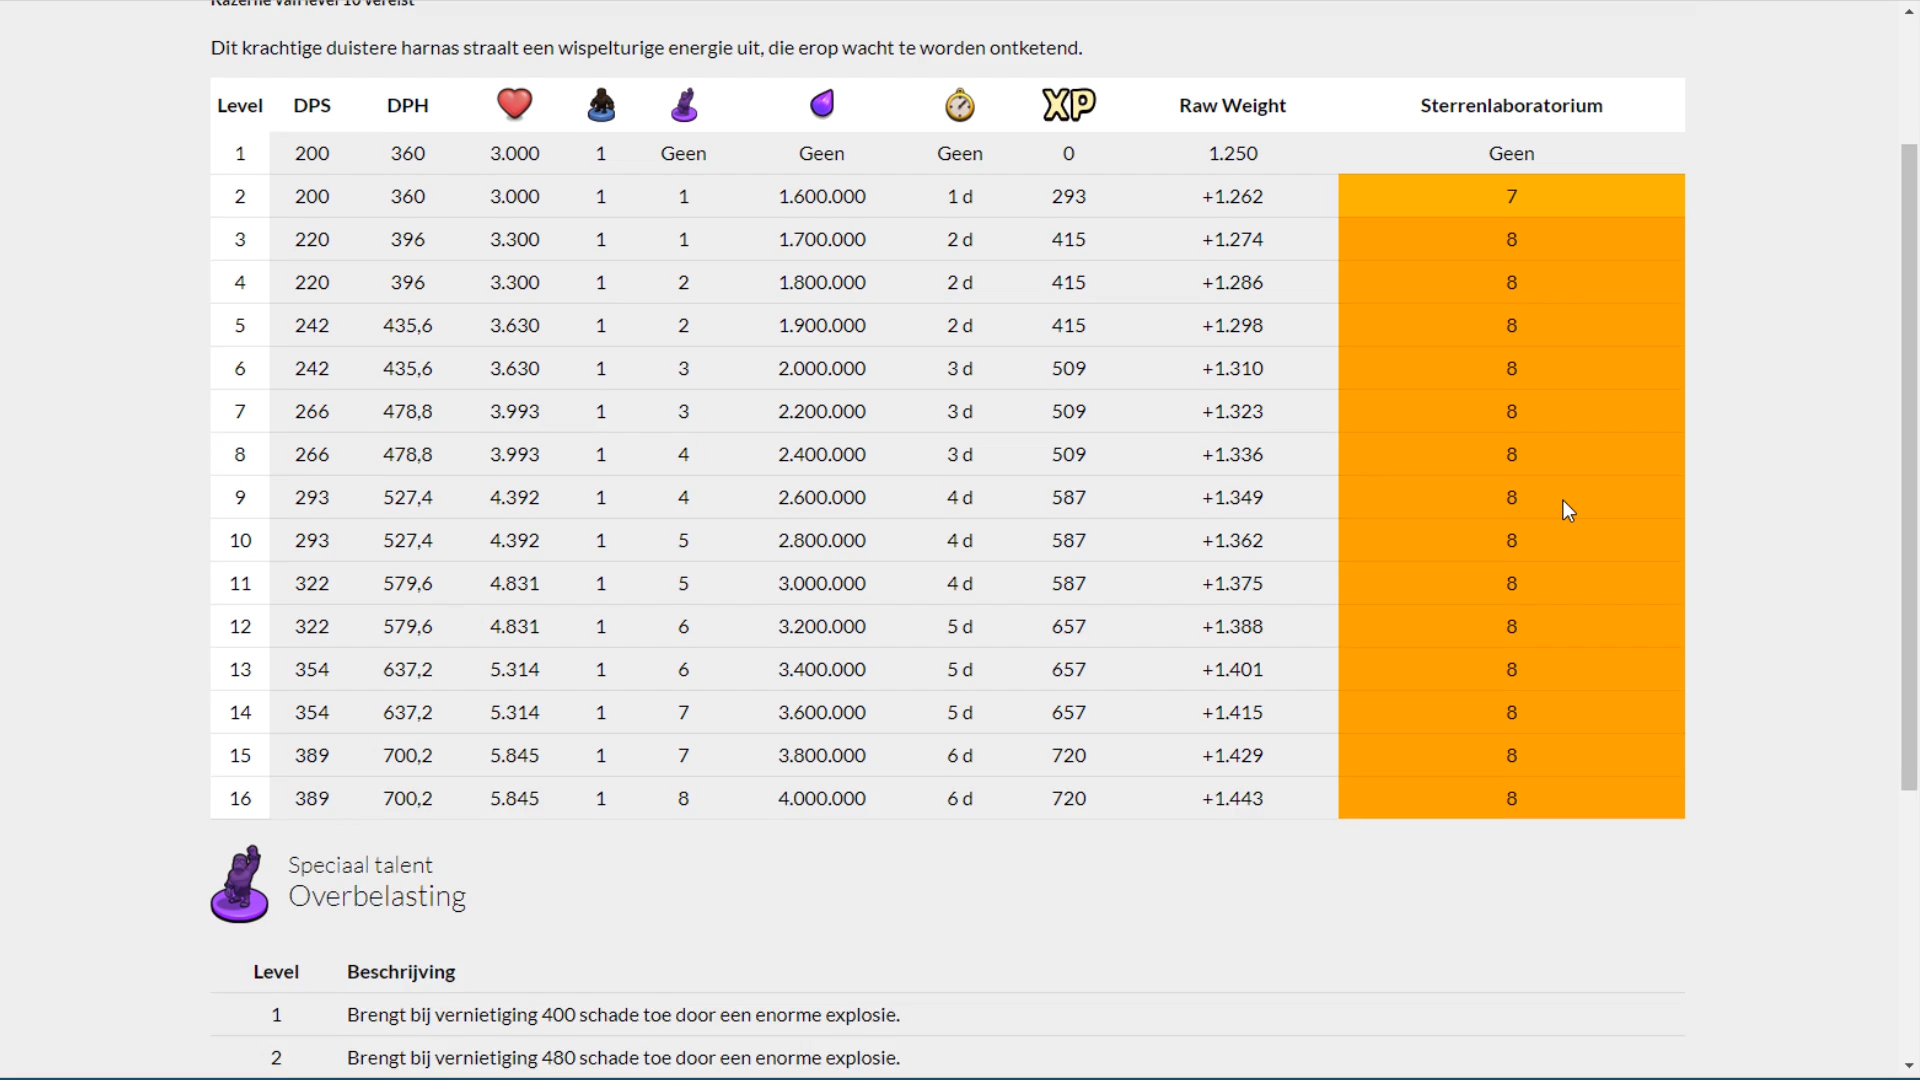 Razernie van level 10 vereist
Dit krachtige duistere harnas straalt een wispelturige energie uit, die erop wacht te worden ontketend.
Level DPS DPH XP Raw Weight Sterrenlaboratorium
1 200 360 3.000 1 Geen Geen Geen 0 1.250 Geen
2 200 360 3.000 1 1 1.600.000 1 d 293 +1.262 7
3 220 396 3.300 1 1 1.700.000 2 d 415 +1.274 8
4 220 396 3.300 1 2 1.800.000 2 d 415 +1.286 8
5 242 435,6 3.630 1 2 1.900.000 2 d 415 +1.298 8
6 242 435,6 3.630 1 3 2.000.000 3 d 509 +1.310 8
7 266 478,8 3.993 1 3 2.200.000 3 d 509 +1.323 8
8 266 478,8 3.993 1 4 2.400.000 3 d 509 +1.336 8
9 293 527,4 4.392 1 4 2.600.000 4 d 587 +1.349 8
10 293 527,4 4.392 1 5 2.800.000 4 d 587 +1.362 8
11 322 579,6 4.831 1 5 3.000.000 4 d 587 +1.375 8
12 322 579,6 4.831 1 6 3.200.000 5 d 657 +1.388 8
13 354 637,2 5.314 1 6 3.400.000 5 d 657 +1.401 8
14 354 637,2 5.314 1 7 3.600.000 5 d 657 +1.415 8
15 389 700,2 5.845 1 7 3.800.000 6 d 720 +1.429 8
16 389 700,2 5.845 1 8 4.000.000 6 d 720 +1.443 8
Speciaal talent
Overbelasting
Level Beschrijving
1 Brengt bij vernietiging 400 schade toe door een enorme explosie.
2 Brengt bij vernietiging 480 schade toe door een enorme explosie.